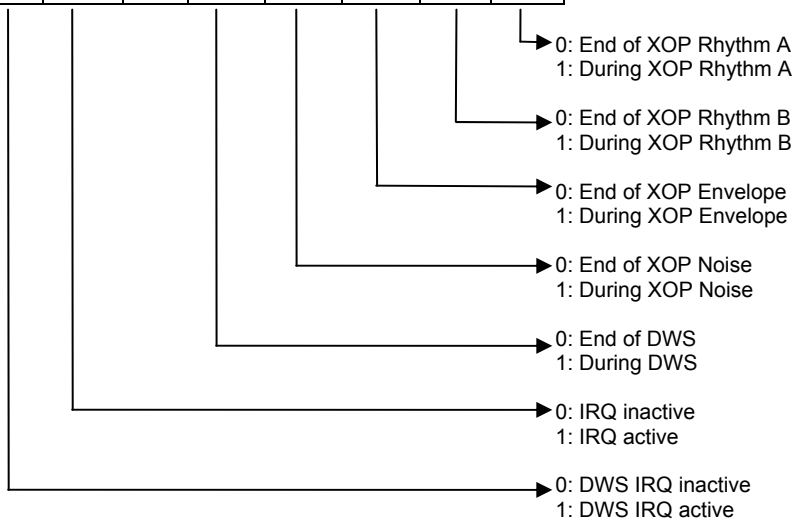 0: End of XOP Rhythm A
1: During XOP Rhythm A
0: End of XOP Rhythm B
1: During XOP Rhythm B
0: End of XOP Envelope
1: During XOP Envelope
0: End of XOP Noise
1: During XOP Noise
0: End of DWS
1: During DWS
0: IRQ inactive
1: IRQ active
0: DWS IRQ inactive
1: DWS IRQ active